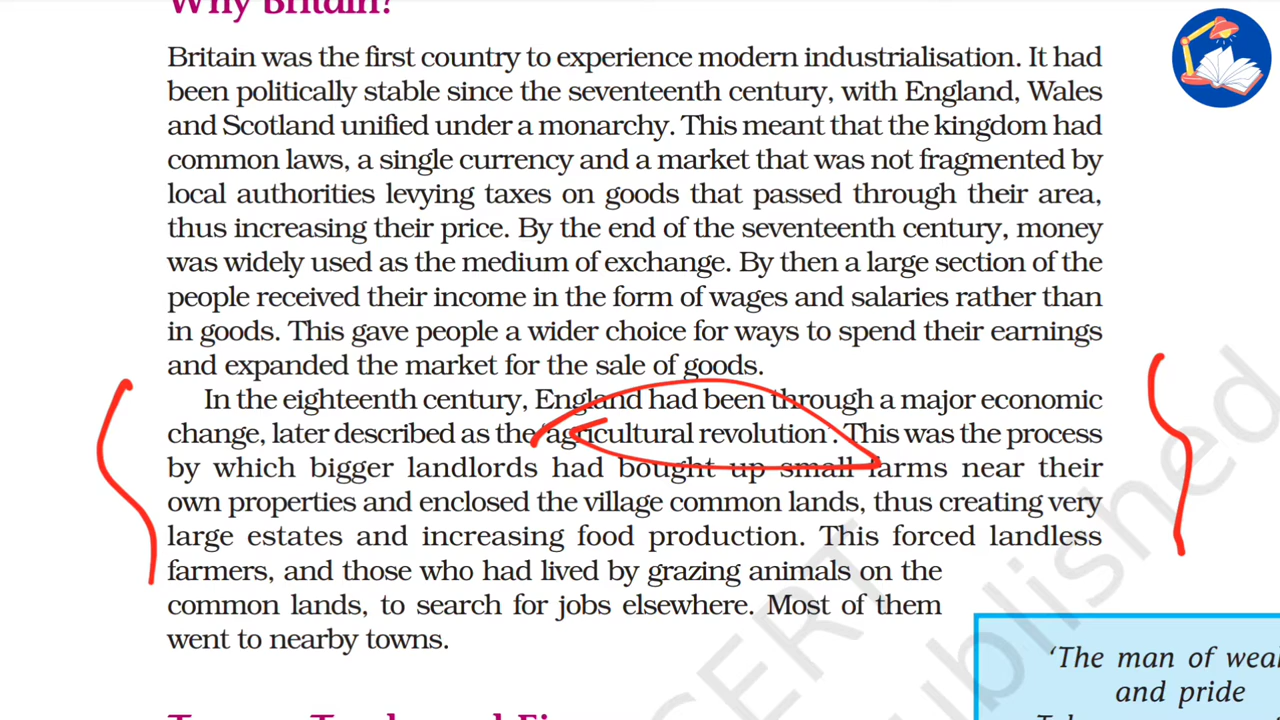 Why Britain?
Britain was the first country to experience modern industrialisation. It had
been politically stable since the seventeenth century, with England, Wales
and Scotland unified under a monarchy. This meant that the kingdom had
common laws, a single currency and a market that was not fragmented by
local authorities levying taxes on goods that passed through their area,
thus increasing their price. By the end of the seventeenth century, money
was widely used as the medium of exchange. By then a large section of the
people received their income in the form of wages and salaries rather than
in goods. This gave people a wider choice for ways to spend their earnings
and expanded the market for the sale of goods.
In the eighteenth century, England had been through a major economic
change, later described as the 'agricultural revolution'. This was the process
by which bigger landlords had bought up small farms near their
own properties and enclosed the village common lands, thus creating very
large estates and increasing food production. This forced landless
farmers, and those who had lived by grazing animals on the
common lands, to search for jobs elsewhere. Most of them
went to nearby towns.
'The man of
and pride